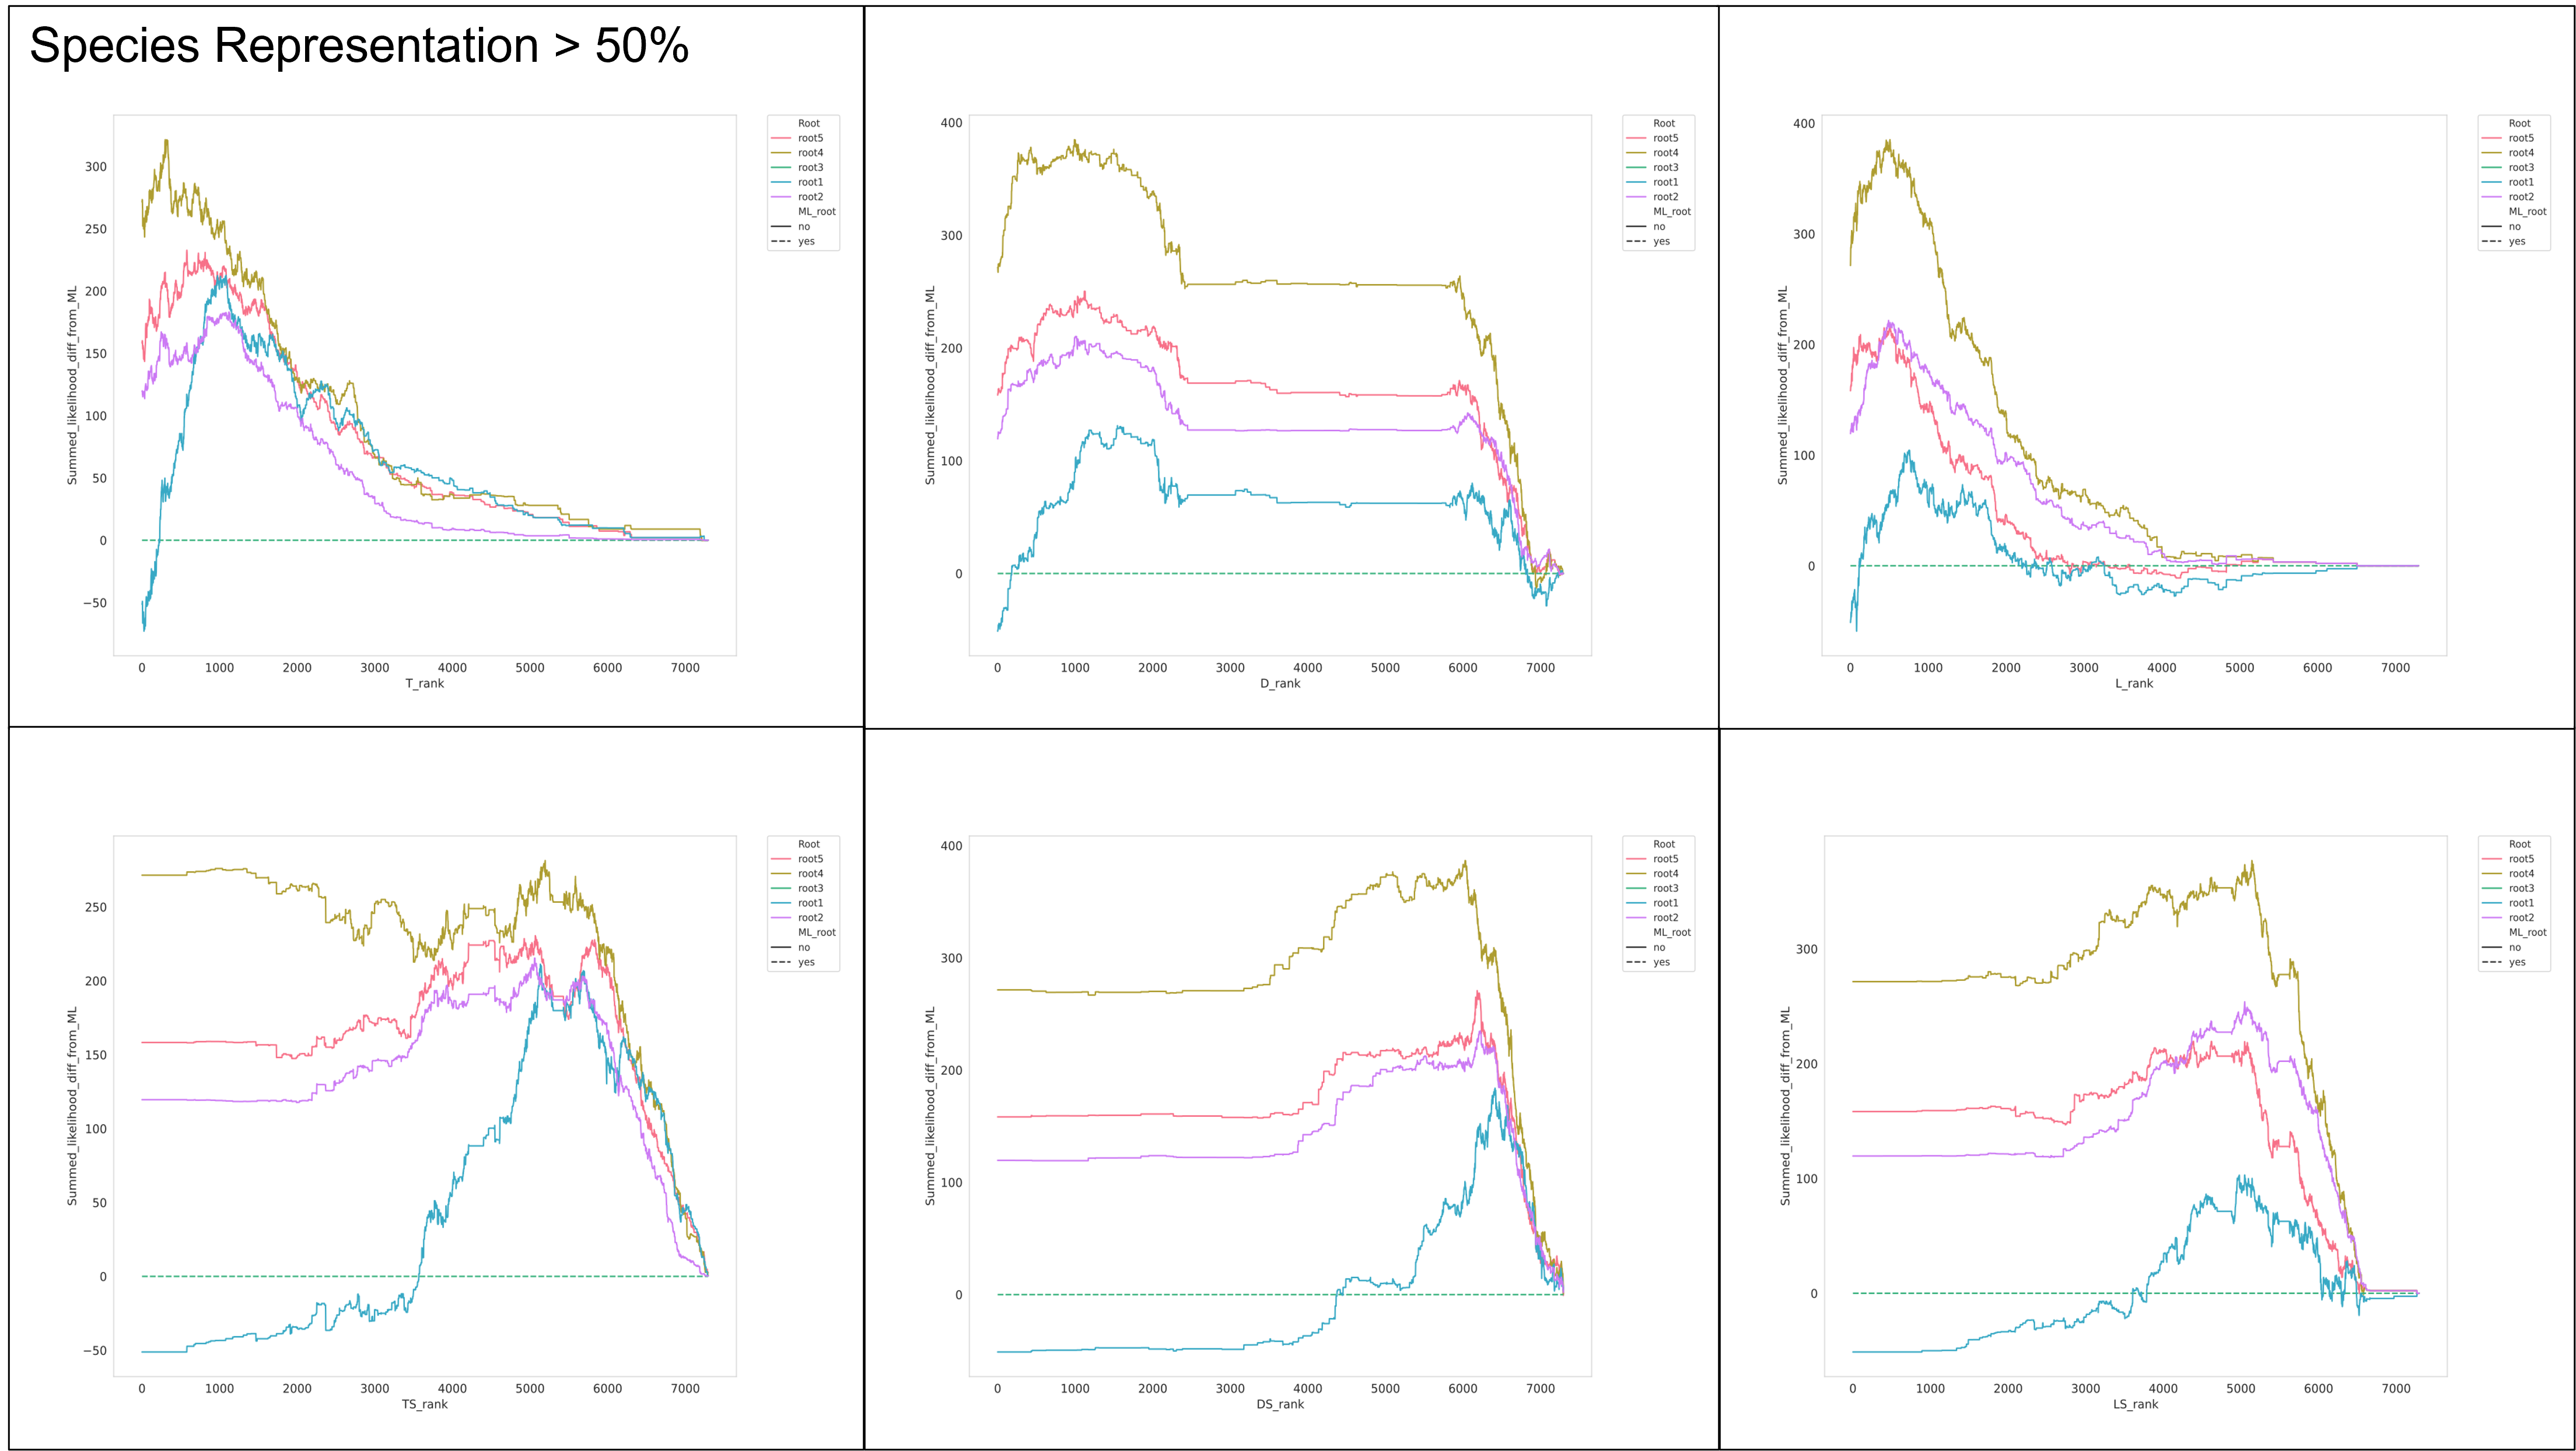 Species Representation > 50%
Summed_likelihood_diff_from_ML
300
250
200
150
100
50
0
−50
0 1000 2000 3000 4000 5000 6000 7000
T_rank
Root
root5
root4
root3
root1
root2
ML_root
no
yes
Summed_likelihood_diff_from_ML
400
300
200
100
0
0 1000 2000 3000 4000 5000 6000 7000
D_rank
Root
root5
root4
root3
root1
root2
ML_root
no
yes
Summed_likelihood_diff_from_ML
400
300
200
100
0
0 1000 2000 3000 4000 5000 6000 7000
L_rank
Root
root5
root4
root3
root1
root2
ML_root
no
yes
Summed_likelihood_diff_from_ML
250
200
150
100
50
0
−50
0 1000 2000 3000 4000 5000 6000 7000
TS_rank
Root
root5
root4
root3
root1
root2
ML_root
no
yes
Summed_likelihood_diff_from_ML
400
300
200
100
0
0 1000 2000 3000 4000 5000 6000 7000
DS_rank
Root
root5
root4
root3
root1
root2
ML_root
no
yes
Summed_likelihood_diff_from_ML
300
200
100
0
0 1000 2000 3000 4000 5000 6000 7000
LS_rank
Root
root5
root4
root3
root1
root2
ML_root
no
yes